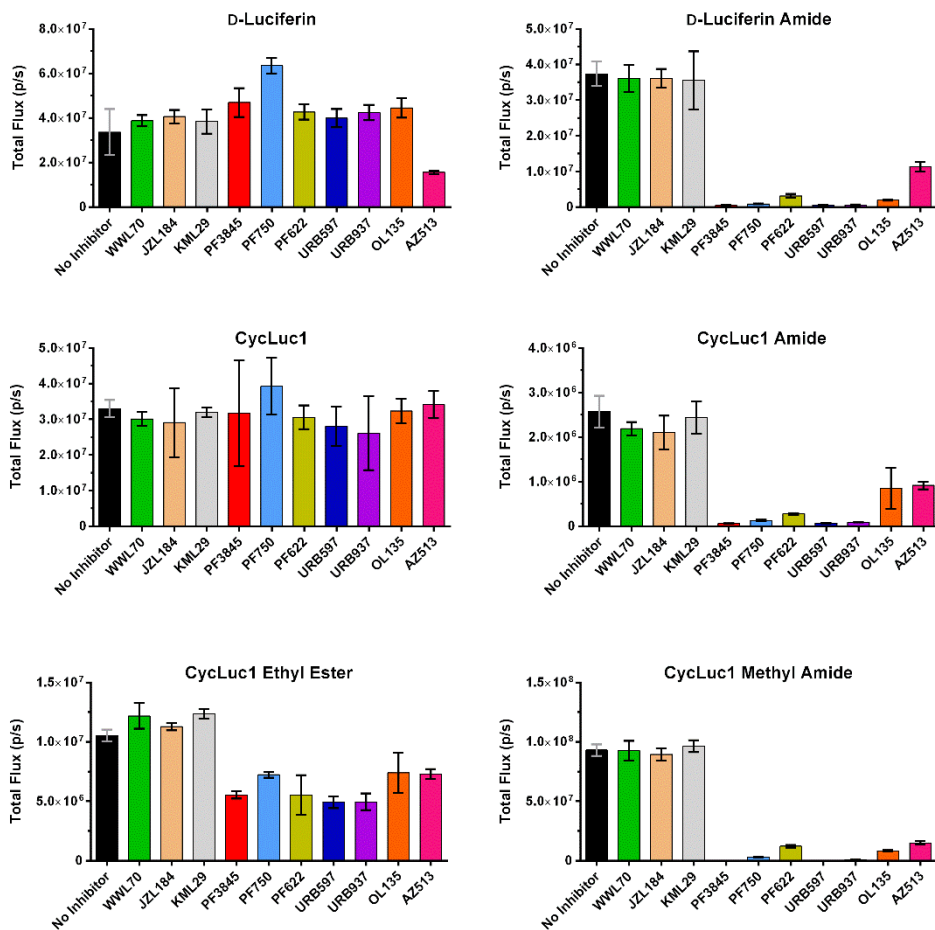 D-Luciferin
Total Flux (p/s)
8.0×10⁷
6.0×10⁷
4.0×10⁷
2.0×10⁷
0
No Inhibitor
WWL70
JZL184
KML29
PF3845
PF750
PF622
URB597
URB937
OL135
AZ513
D-Luciferin Amide
Total Flux (p/s)
5.0×10⁷
4.0×10⁷
3.0×10⁷
2.0×10⁷
1.0×10⁷
0
No Inhibitor
WWL70
JZL184
KML29
PF3845
PF750
PF622
URB597
URB937
OL135
AZ513
CycLuc1
Total Flux (p/s)
5.0×10⁷
4.0×10⁷
3.0×10⁷
2.0×10⁷
1.0×10⁷
0
No Inhibitor
WWL70
JZL184
KML29
PF3845
PF750
PF622
URB597
URB937
OL135
AZ513
CycLuc1 Amide
Total Flux (p/s)
4.0×10⁶
3.0×10⁶
2.0×10⁶
1.0×10⁶
0
No Inhibitor
WWL70
JZL184
KML29
PF3845
PF750
PF622
URB597
URB937
OL135
AZ513
CycLuc1 Ethyl Ester
Total Flux (p/s)
1.5×10⁷
1.0×10⁷
5.0×10⁶
0
No Inhibitor
WWL70
JZL184
KML29
PF3845
PF750
PF622
URB597
URB937
OL135
AZ513
CycLuc1 Methyl Amide
Total Flux (p/s)
1.5×10⁸
1.0×10⁸
5.0×10⁷
0
No Inhibitor
WWL70
JZL184
KML29
PF3845
PF750
PF622
URB597
URB937
OL135
AZ513